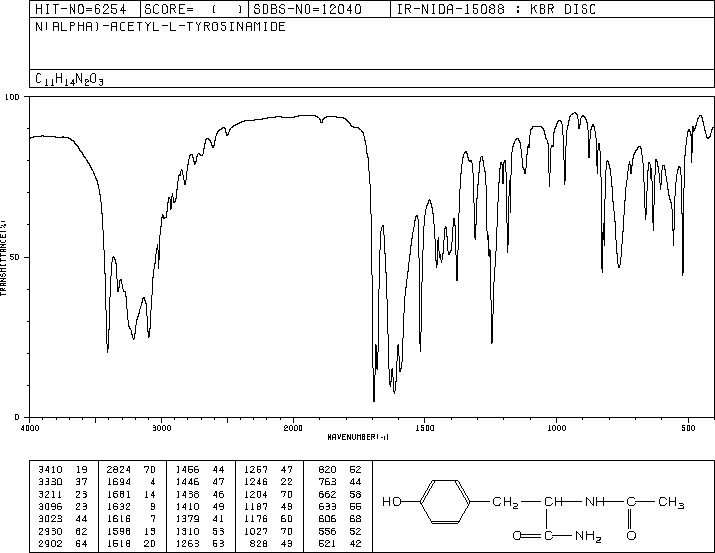 HIT-NO=6254 SCORE= ( ) SDBS-NO=12040 IR-NIDA-15088 : KBR DISC
N(ALPHA)-ACETYL-L-TYROSINAMIDE
C11H14N2O3
100
50
0
TRANSMITTANCE(%)
4000 3000 2000 1500 1000 500
WAVENUMBER(-1)
3410 19 2824 70 1456 44 1257 47 820 52
3330 37 1694 4 1446 47 1246 22 763 44
3211 23 1681 14 1438 46 1204 70 662 58
3096 23 1632 9 1410 49 1187 49 633 55
3023 44 1616 7 1379 41 1176 60 606 68
2930 62 1598 13 1310 53 1027 70 556 52
2902 64 1518 20 1263 53 828 43 521 42
HO CH2 CH NH C CH3
O C NH2 O